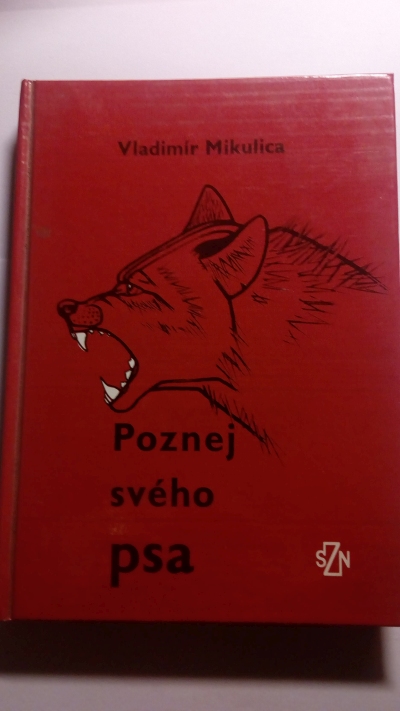 Vladimír Mikulica
Poznej
svého
psa
SZN